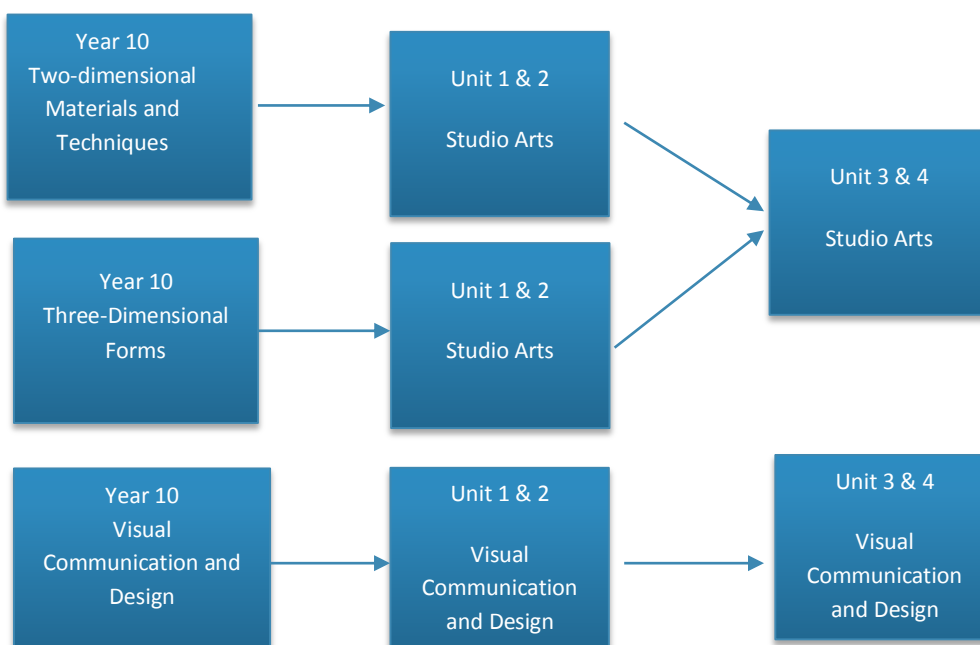 Year 10
Two-dimensional
Materials and
Techniques
Unit 1 & 2
Studio Arts
Unit 3 & 4
Studio Arts
Year 10
Three-Dimensional
Forms
Unit 1 & 2
Studio Arts
Year 10
Visual
Communication and
Design
Unit 1 & 2
Visual
Communication
and Design
Unit 3 & 4
Visual
Communication
and Design